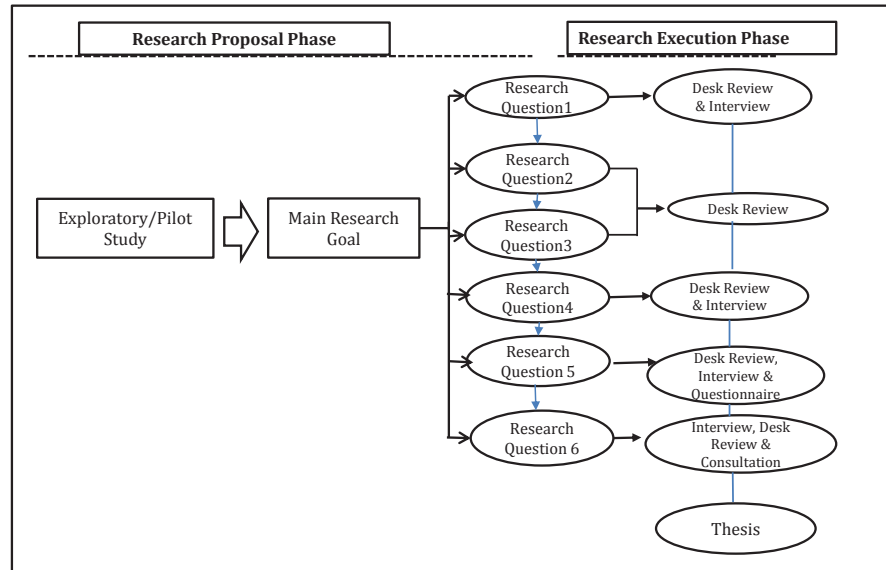 Research Proposal Phase
Research Execution Phase
Research
Question1
Desk Review
& Interview
Research
Question2
Exploratory/Pilot
Study
Main Research
Goal
Desk Review
Research
Question3
Research
Question4
Desk Review
& Interview
Research
Question 5
Desk Review,
Interview &
Questionnaire
Research
Question 6
Interview, Desk
Review &
Consultation
Thesis